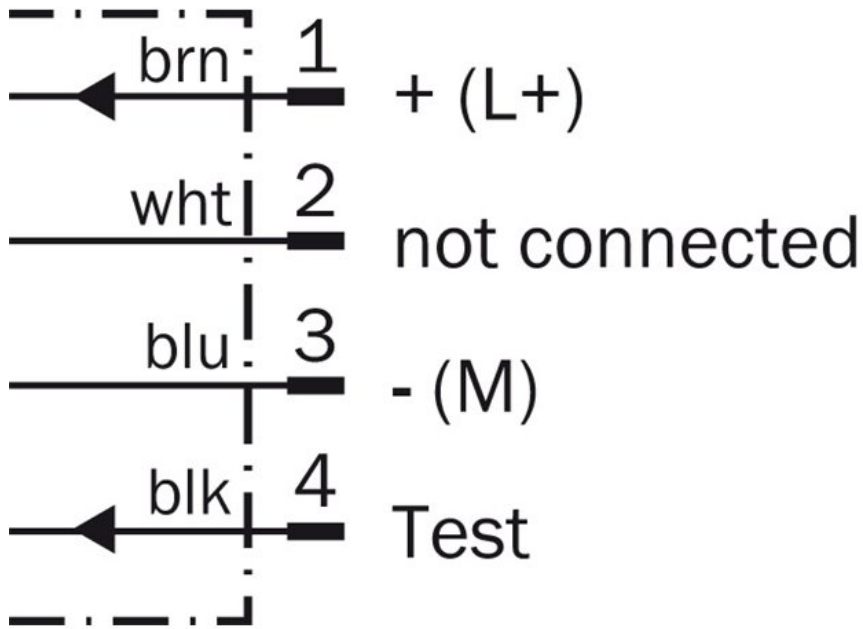 brn 1 + (L+)
wht 2 not connected
blu 3 - (M)
blk 4 Test